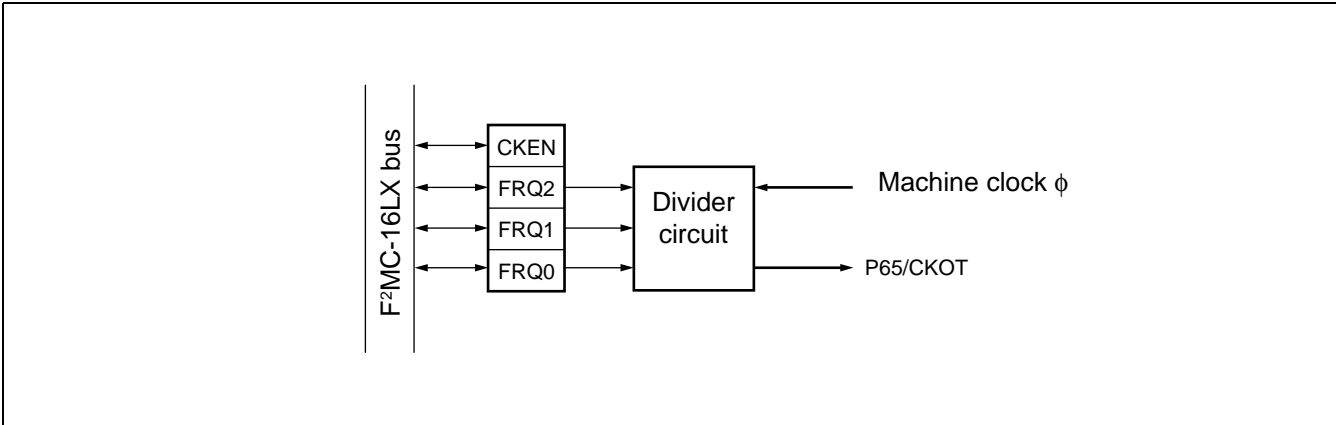 F²MC-16LX bus
CKEN
FRQ2
FRQ1
FRQ0
Divider
circuit
Machine clock ϕ
P65/CKOT